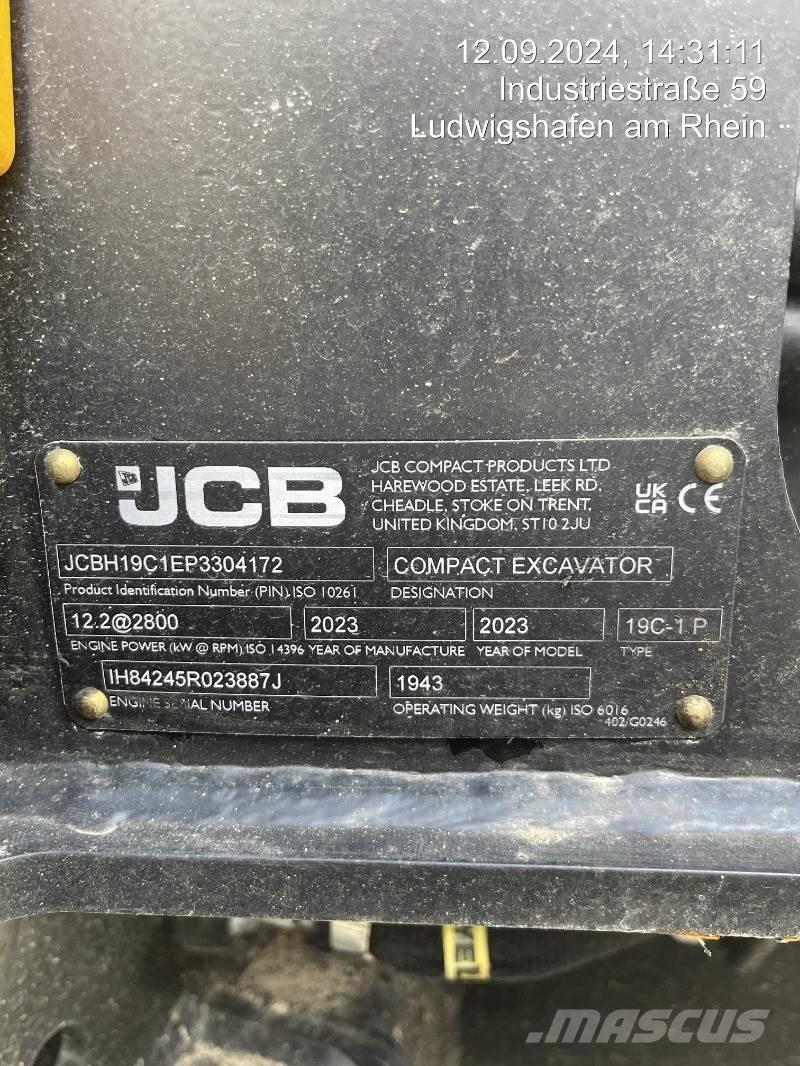 12.09.2024, 14:31:11
Industriestraße 59
Ludwigshafen am Rhein
JCB
JCB COMPACT PRODUCTS LTD
HAREWOOD ESTATE, LEEK RD,
CHEADLE, STOKE ON TRENT,
UNITED KINGDOM, ST10 2JU
UK
CA CE
JCBH19C1EP3304172 COMPACT EXCAVATOR
Product Identification Number (PIN) ISO 10261 DESIGNATION
12.2@2800 2023 2023 19C-1 P
ENGINE POWER (kW @ RPM) ISO 14396 YEAR OF MANUFACTURE YEAR OF MODEL TYPE
IH84245R023887J 1943
ENGINE SERIAL NUMBER OPERATING WEIGHT (kg) ISO 6016
402/G0246
MASCUS